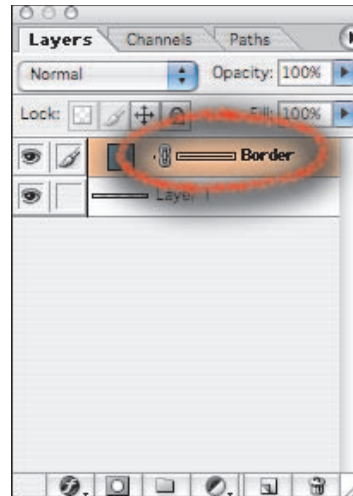 Layers Channels Paths
Normal Opacity: 100%
Lock: Fill: 100%
Border
Layer 1